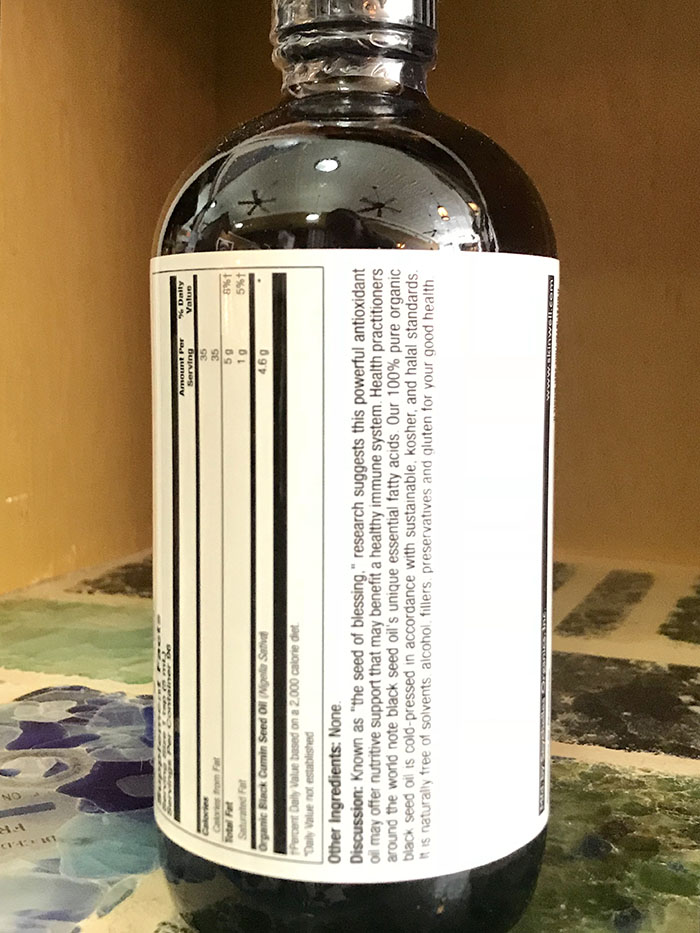 Supplement Facts
Serving Size 1 tsp (5 mL)
Servings Per Container 96
Amount Per Serving % Daily Value
Calories 35
Calories from Fat 35
Total Fat 5 g 8%†
Saturated Fat 1 g 5%†
Organic Black Cumin Seed Oil (Nigella Sativa) 4.6 g *
†Percent Daily Value based on a 2,000 calorie diet.
*Daily Value not established
Other Ingredients: None.
Discussion: Known as "the seed of blessing," research suggests this powerful antioxidant
oil may offer nutritive support that may benefit a healthy immune system. Health practitioners
around the world note black seed oil's unique essential fatty acids. Our 100% pure organic
black seed oil is cold-pressed in accordance with sustainable, kosher, and halal standards.
It is naturally free of solvents, alcohol, fillers, preservatives and gluten for your good health